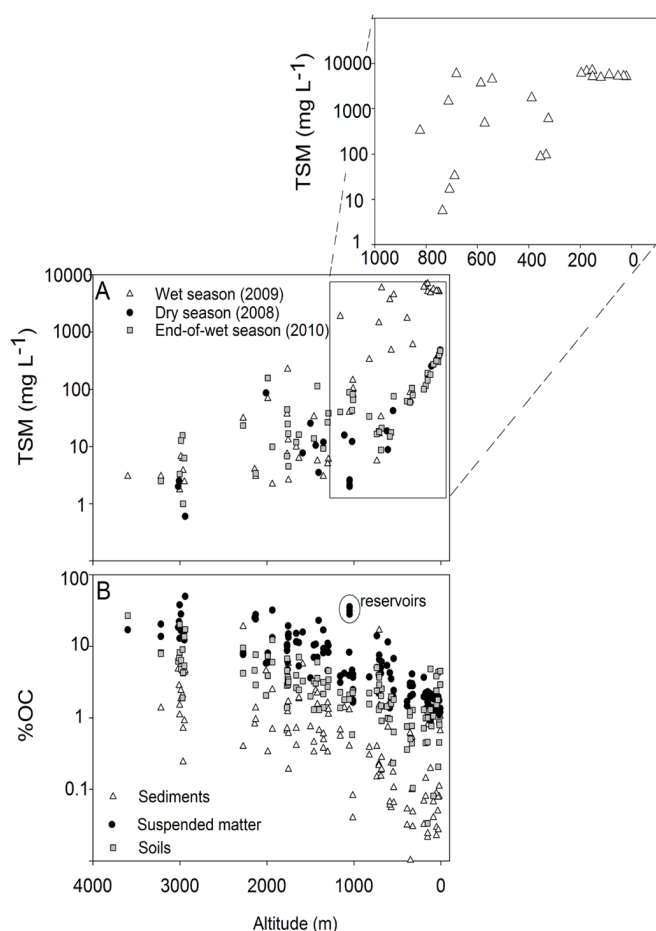 TSM (mg L-1)
10000
1000
100
10
1
1000 800 600 400 200 0
A
TSM (mg L-1)
10000
1000
100
10
1
Wet season (2009)
Dry season (2008)
End-of-wet season (2010)
B
%OC
100
10
1
0.1
reservoirs
Sediments
Suspended matter
Soils
4000 3000 2000 1000 0
Altitude (m)